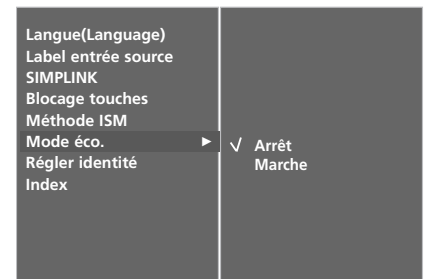 Langue(Language)
Label entrée source
SIMPLINK
Blocage touches
Méthode ISM
Mode éco. ►
Régler identité
Index
√ Arrêt
Marche